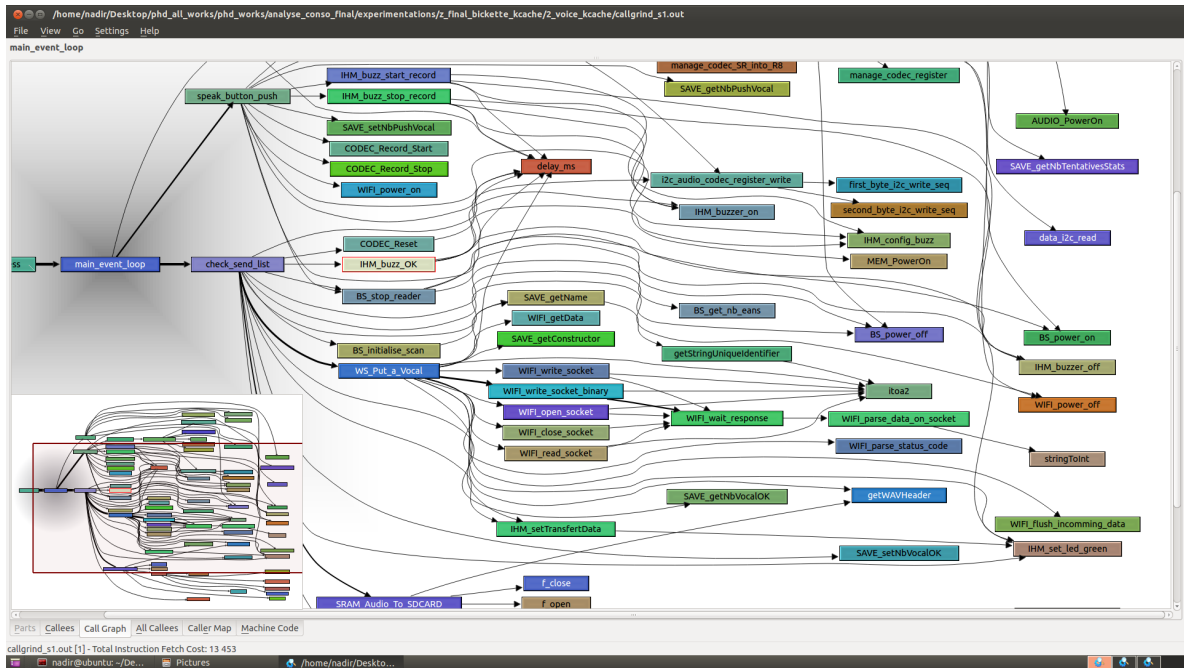 /home/nadir/Desktop/phd_all_works/phd_works/analyse_conso_final/experimentations/z_final_bickette_kcache/2_voice_kcache/callgrind_s1.out
File View Go Settings Help
main_event_loop
manage_codec_SR_into_R8
IHM_buzz_start_record
manage_codec_register
SAVE_getNbPushVocal
speak_button_push
IHM_buzz_stop_record
AUDIO_PowerOn
SAVE_setNbPushVocal
CODEC_Record_Start
CODEC_Record_Stop
delay_ms
SAVE_getNbTentativesStats
i2c_audio_codec_register_write
first_byte_i2c_write_seq
WIFI_power_on
IHM_buzzer_on
second_byte_i2c_write_seq
CODEC_Reset
IHM_config_buzz
data_i2c_read
ss
main_event_loop
check_send_list
IHM_buzz_OK
MEM_PowerOn
BS_stop_reader
SAVE_getName
BS_get_nb_eans
WIFI_getData
BS_power_off
BS_power_on
SAVE_getConstructor
BS_initialise_scan
getStringUniqueIdentifier
IHM_buzzer_off
WS_Put_a_Vocal
WIFI_write_socket
WIFI_write_socket_binary
itoa2
WIFI_power_off
WIFI_open_socket
WIFI_wait_response
WIFI_parse_data_on_socket
WIFI_close_socket
WIFI_parse_status_code
WIFI_read_socket
stringToInt
SAVE_getNbVocalOK
getWAVHeader
IHM_setTransfertData
WIFI_flush_incomming_data
SAVE_setNbVocalOK
IHM_set_led_green
f_close
SRAM_Audio_To_SDCARD
f_open
Parts Callees Call Graph All Callees Caller Map Machine Code
callgrind_s1.out [1] - Total Instruction Fetch Cost: 13 453
nadir@ubuntu: ~/De... Pictures /home/nadir/Deskto...